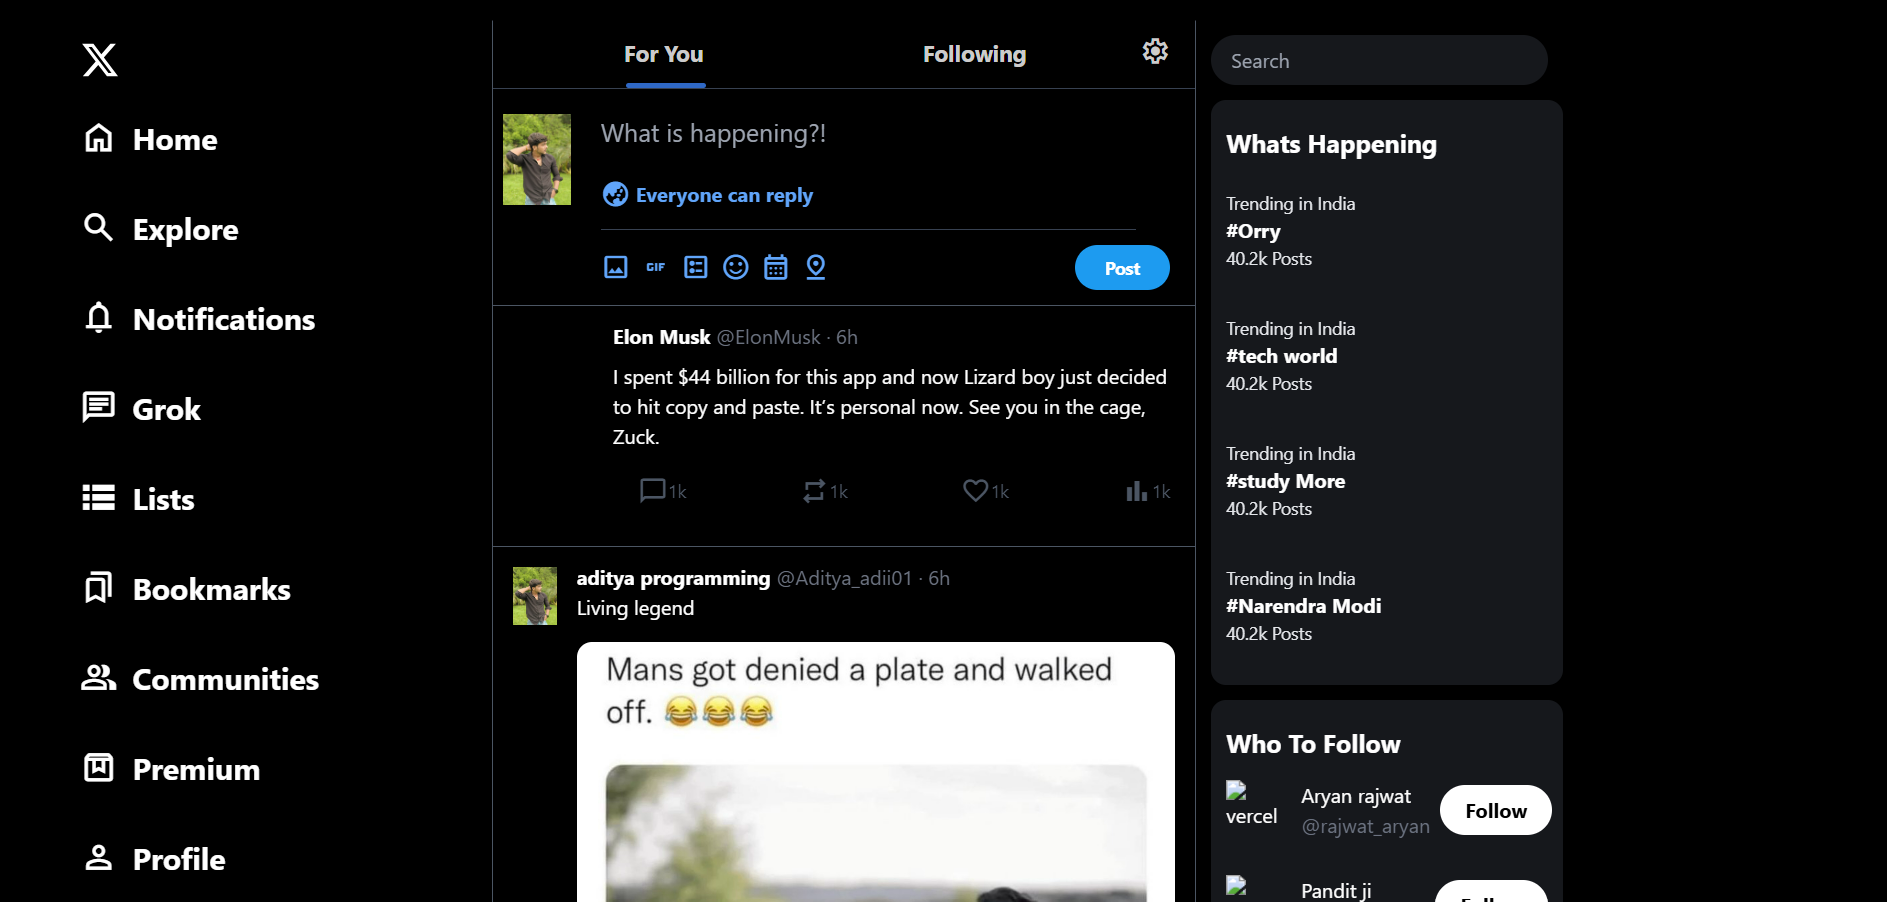 Home
Explore
Notifications
Grok
Lists
Bookmarks
Communities
Premium
Profile
For You
Following
What is happening?!
Everyone can reply
GIF
Post
Elon Musk @ElonMusk · 6h
I spent $44 billion for this app and now Lizard boy just decided
to hit copy and paste. It’s personal now. See you in the cage,
Zuck.
1k
1k
1k
1k
aditya programming @Aditya_adii01 · 6h
Living legend
Mans got denied a plate and walked
off. 😂😂😂
Search
Whats Happening
Trending in India
#Orry
40.2k Posts
Trending in India
#tech world
40.2k Posts
Trending in India
#study More
40.2k Posts
Trending in India
#Narendra Modi
40.2k Posts
Who To Follow
vercel
Aryan rajwat
@rajwat_aryan
Follow
Pandit ji